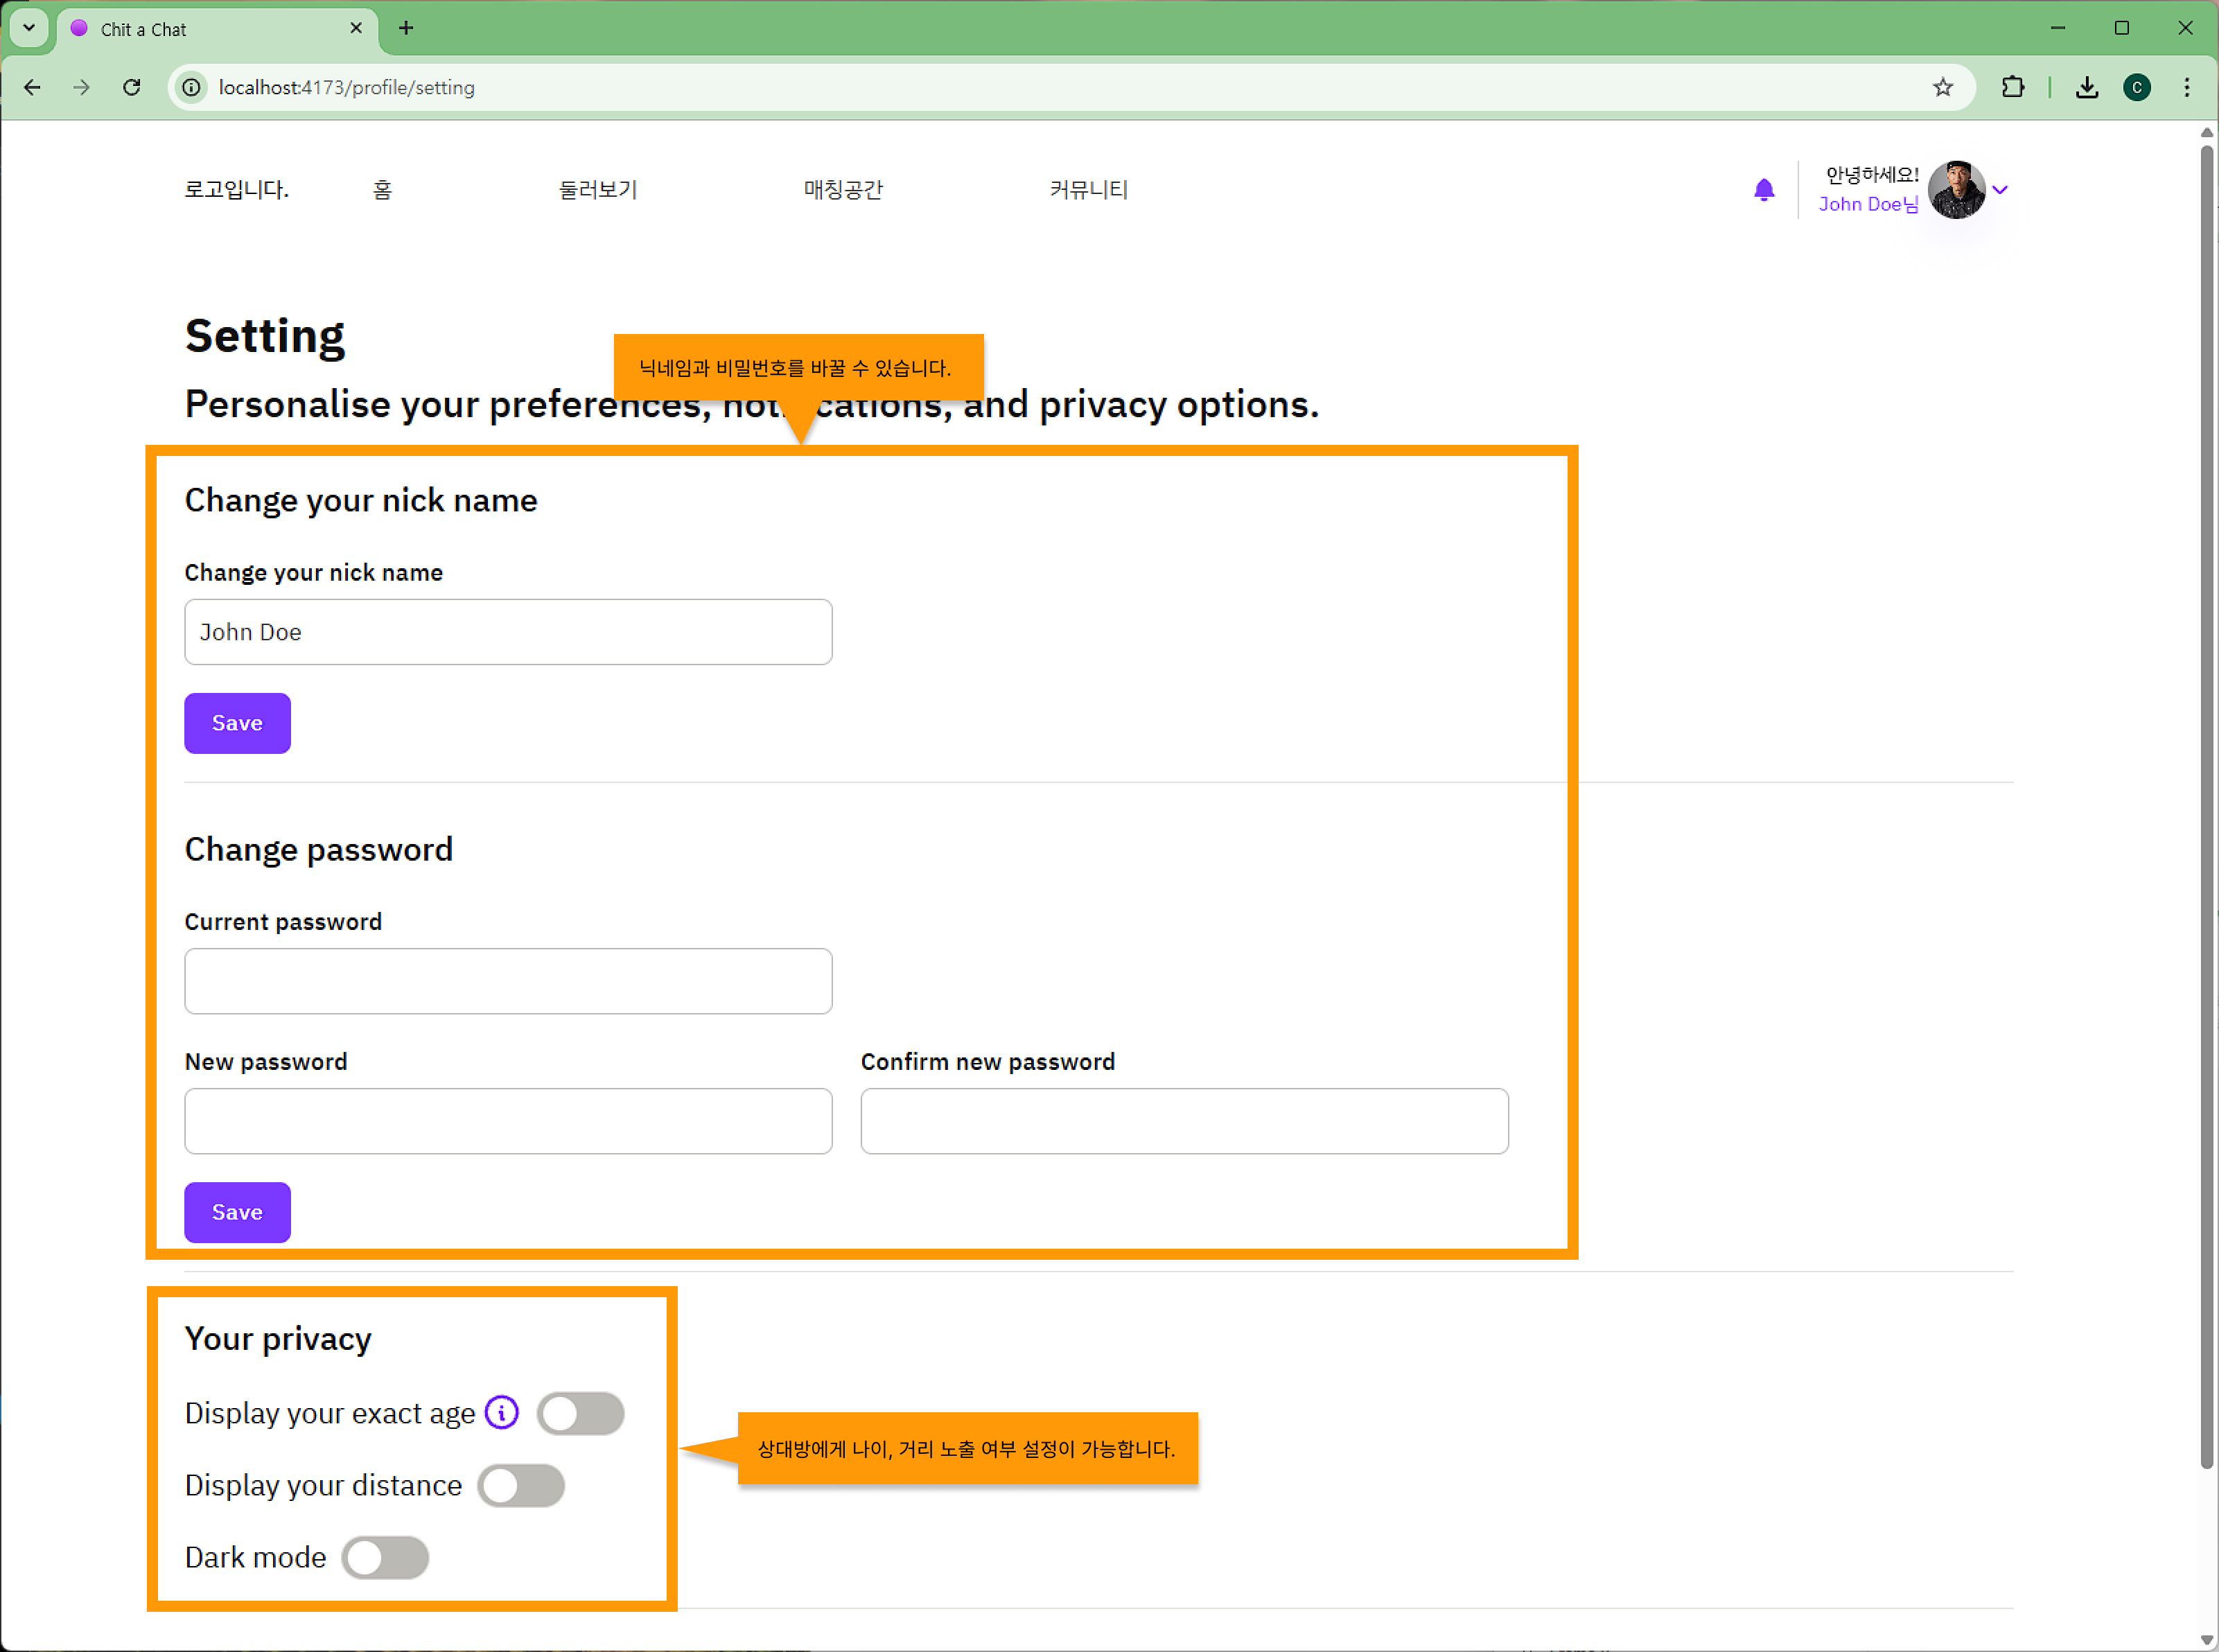 Chit a Chat
localhost:4173/profile/setting
C
로고입니다. 홈 둘러보기 매칭공간 커뮤니티
안녕하세요!
John Doe님
Setting
닉네임과 비밀번호를 바꿀 수 있습니다.
Personalise your preferences, notifications, and privacy options.
Change your nick name
Change your nick name
John Doe
Save
Change password
Current password
New password Confirm new password
Save
Your privacy
Display your exact age
상대방에게 나이, 거리 노출 여부 설정이 가능합니다.
Display your distance
Dark mode